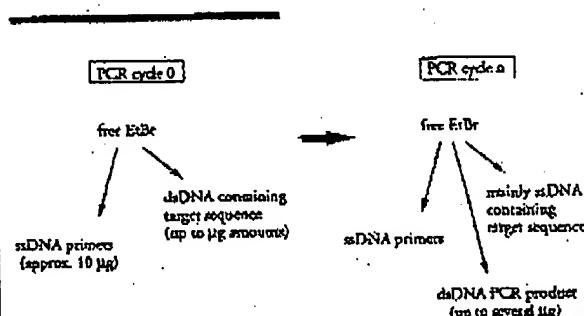 PCR cycle 0
free EtBr
ssDNA primers
(approx. 10 µg)
dsDNA containing
target sequence
(up to µg amounts)
PCR cycle n
free EtBr
ssDNA primers
mainly ssDNA
containing
target sequence
dsDNA PCR product
(up to several µg)